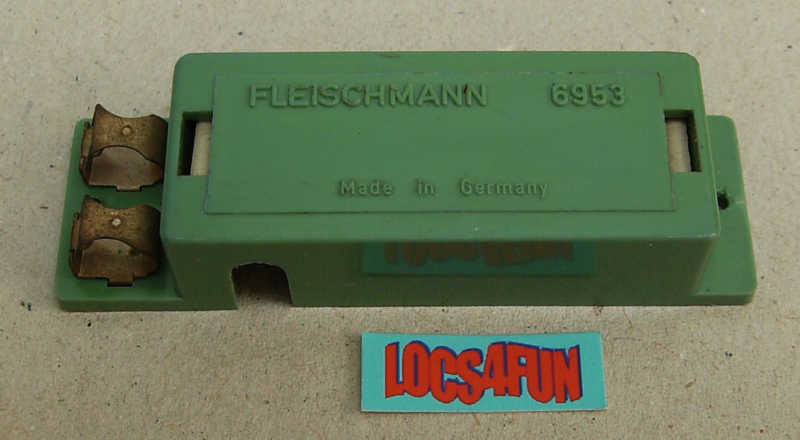 FLEISCHMANN 6953
Made in Germany
LOCS4FUN